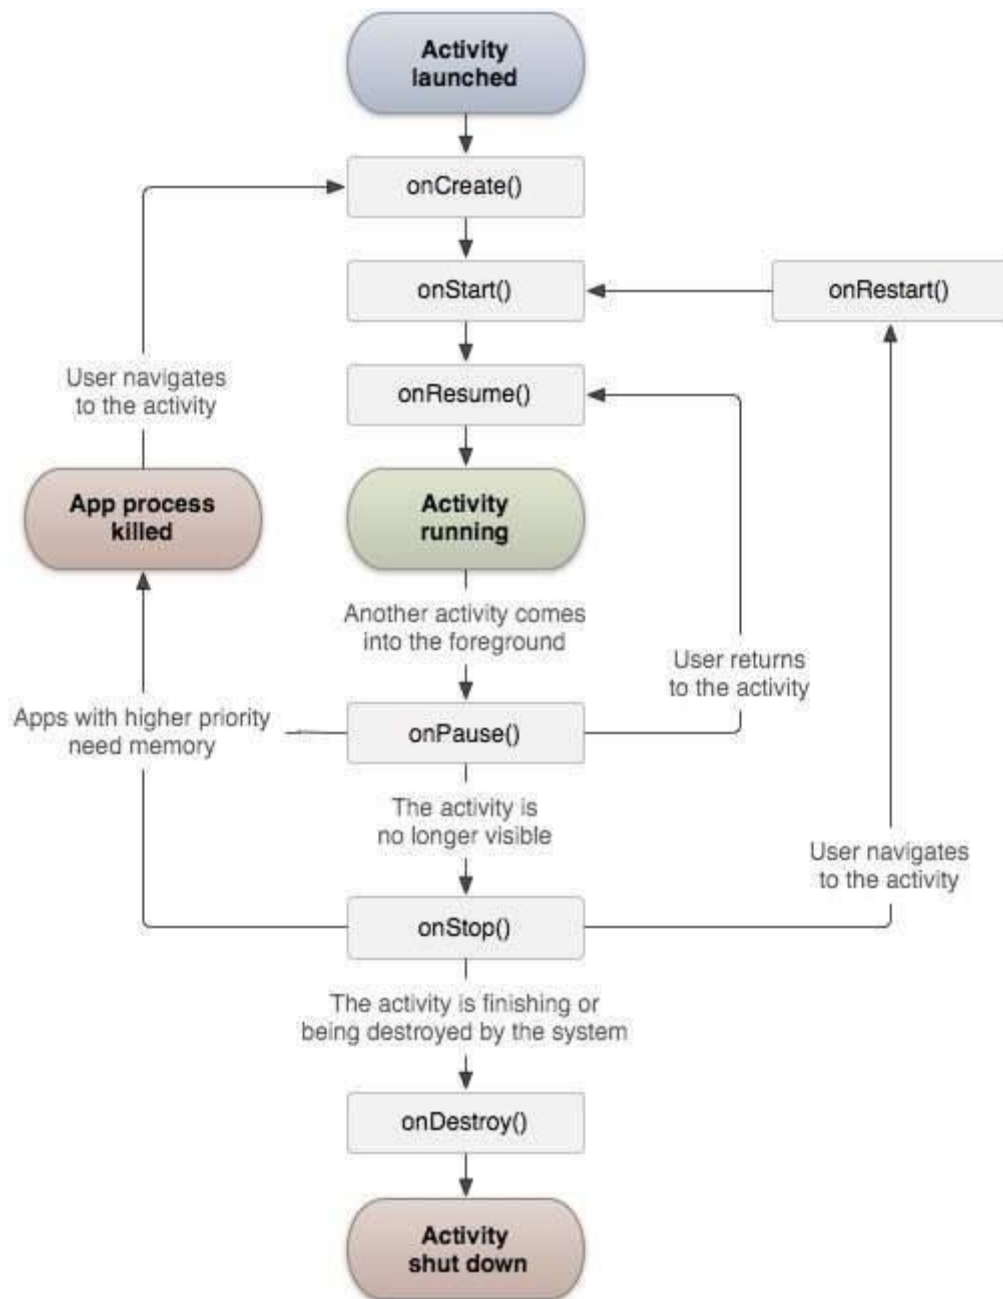 Activity
launched
onCreate()
onStart()
onRestart()
User navigates
to the activity
onResume()
App process
killed
Activity
running
Another activity comes
into the foreground
User returns
to the activity
Apps with higher priority
need memory
onPause()
The activity is
no longer visible
User navigates
to the activity
onStop()
The activity is finishing or
being destroyed by the system
onDestroy()
Activity
shut down